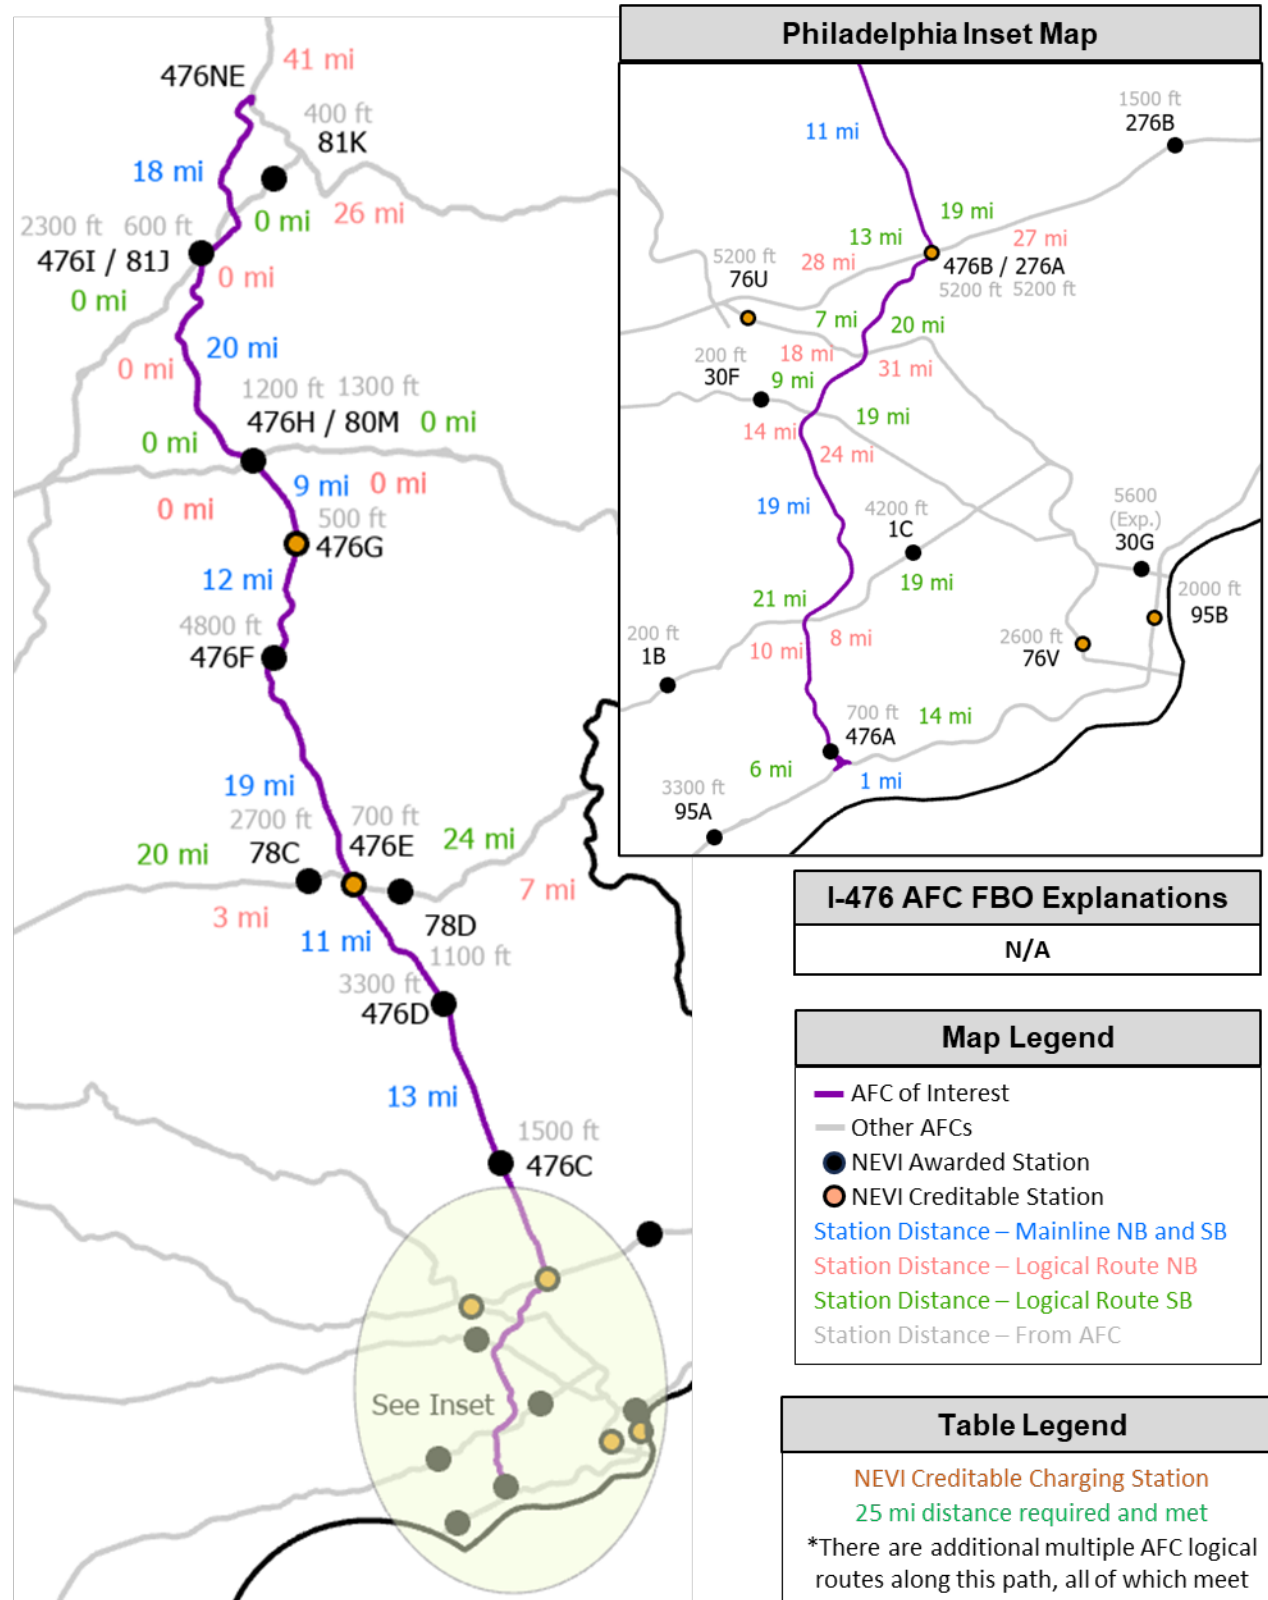 41 mi
476NE
400 ft
81K
18 mi
26 mi
0 mi
2300 ft 600 ft
476I / 81J
0 mi
0 mi
20 mi
0 mi
1200 ft 1300 ft
476H / 80M 0 mi
0 mi
9 mi 0 mi
0 mi
500 ft
476G
12 mi
4800 ft
476F
19 mi
2700 ft 700 ft
78C 476E 24 mi
20 mi
7 mi
3 mi
78D
11 mi
1100 ft
3300 ft
476D
13 mi
1500 ft
476C
See Inset
Philadelphia Inset Map
1500 ft
276B
11 mi
19 mi
13 mi 27 mi
28 mi
476B / 276A
5200 ft 5200 ft
5200 ft
76U
7 mi 20 mi
18 mi
31 mi
200 ft
30F 9 mi
19 mi
14 mi
24 mi
19 mi
4200 ft
1C
5600
(Exp.)
30G
19 mi
2000 ft
95B
21 mi
200 ft
1B
10 mi 8 mi
2600 ft
76V
700 ft
476A
14 mi
6 mi
1 mi
3300 ft
95A
I-476 AFC FBO Explanations
N/A
Map Legend
AFC of Interest
Other AFCs
NEVI Awarded Station
NEVI Creditable Station
Station Distance – Mainline NB and SB
Station Distance – Logical Route NB
Station Distance – Logical Route SB
Station Distance – From AFC
Table Legend
NEVI Creditable Charging Station
25 mi distance required and met
*There are additional multiple AFC logical
routes along this path, all of which meet